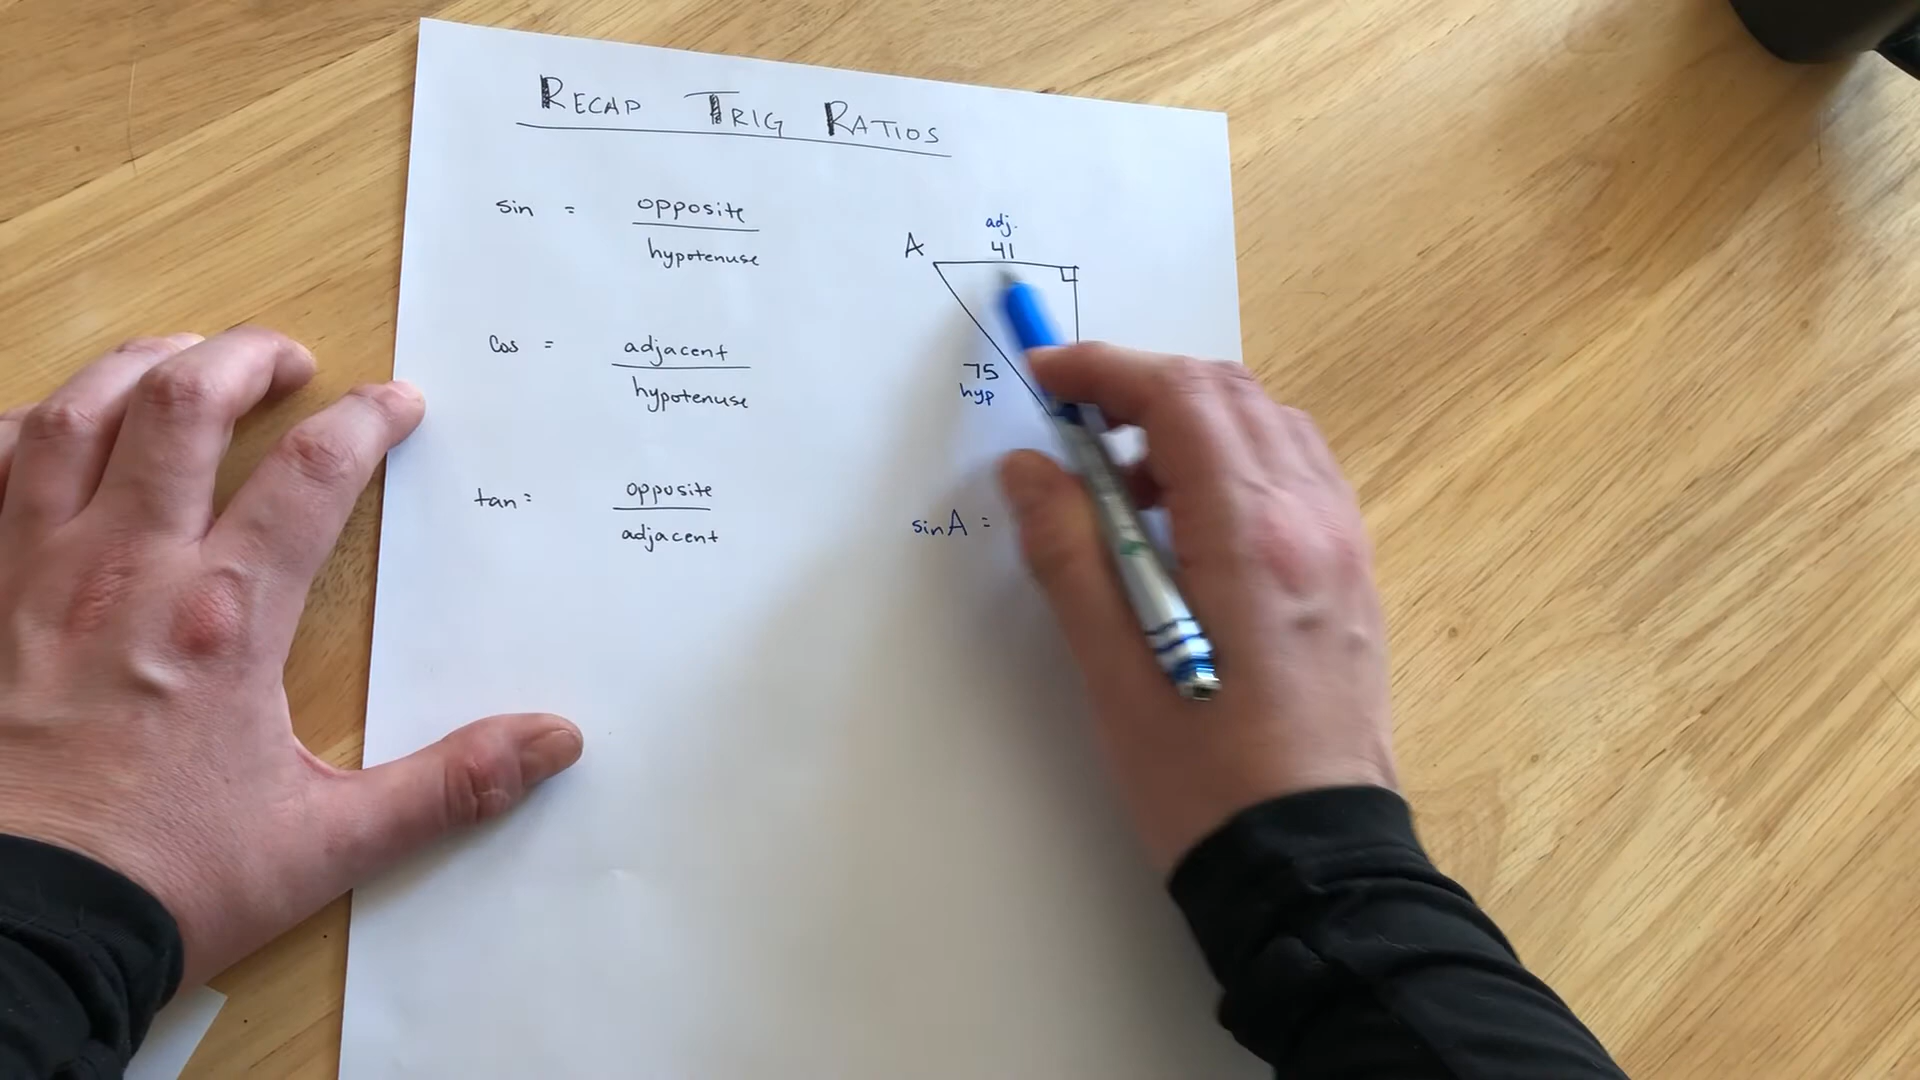 RECAP TRIG RATIOS
sin = opposite
hypotenuse
cos = adjacent
hypotenuse
tan = opposite
adjacent
adj.
A 41
75
hyp
sinA =